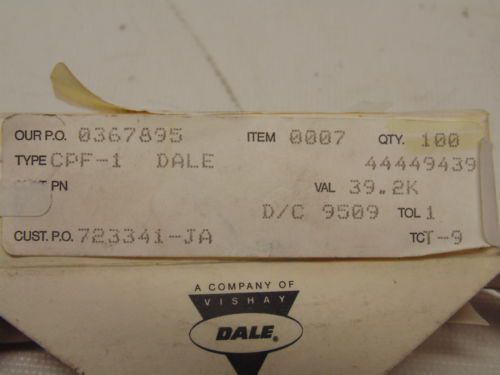 OUR P.O. 0367895 ITEM 0007 QTY. 100
TYPE CPF-1 DALE 44449439
PN VAL 39.2K
D/C 9509 TOL 1
CUST. P.O. 723341-JA TC T-9
A COMPANY OF
VISHAY
DALE®